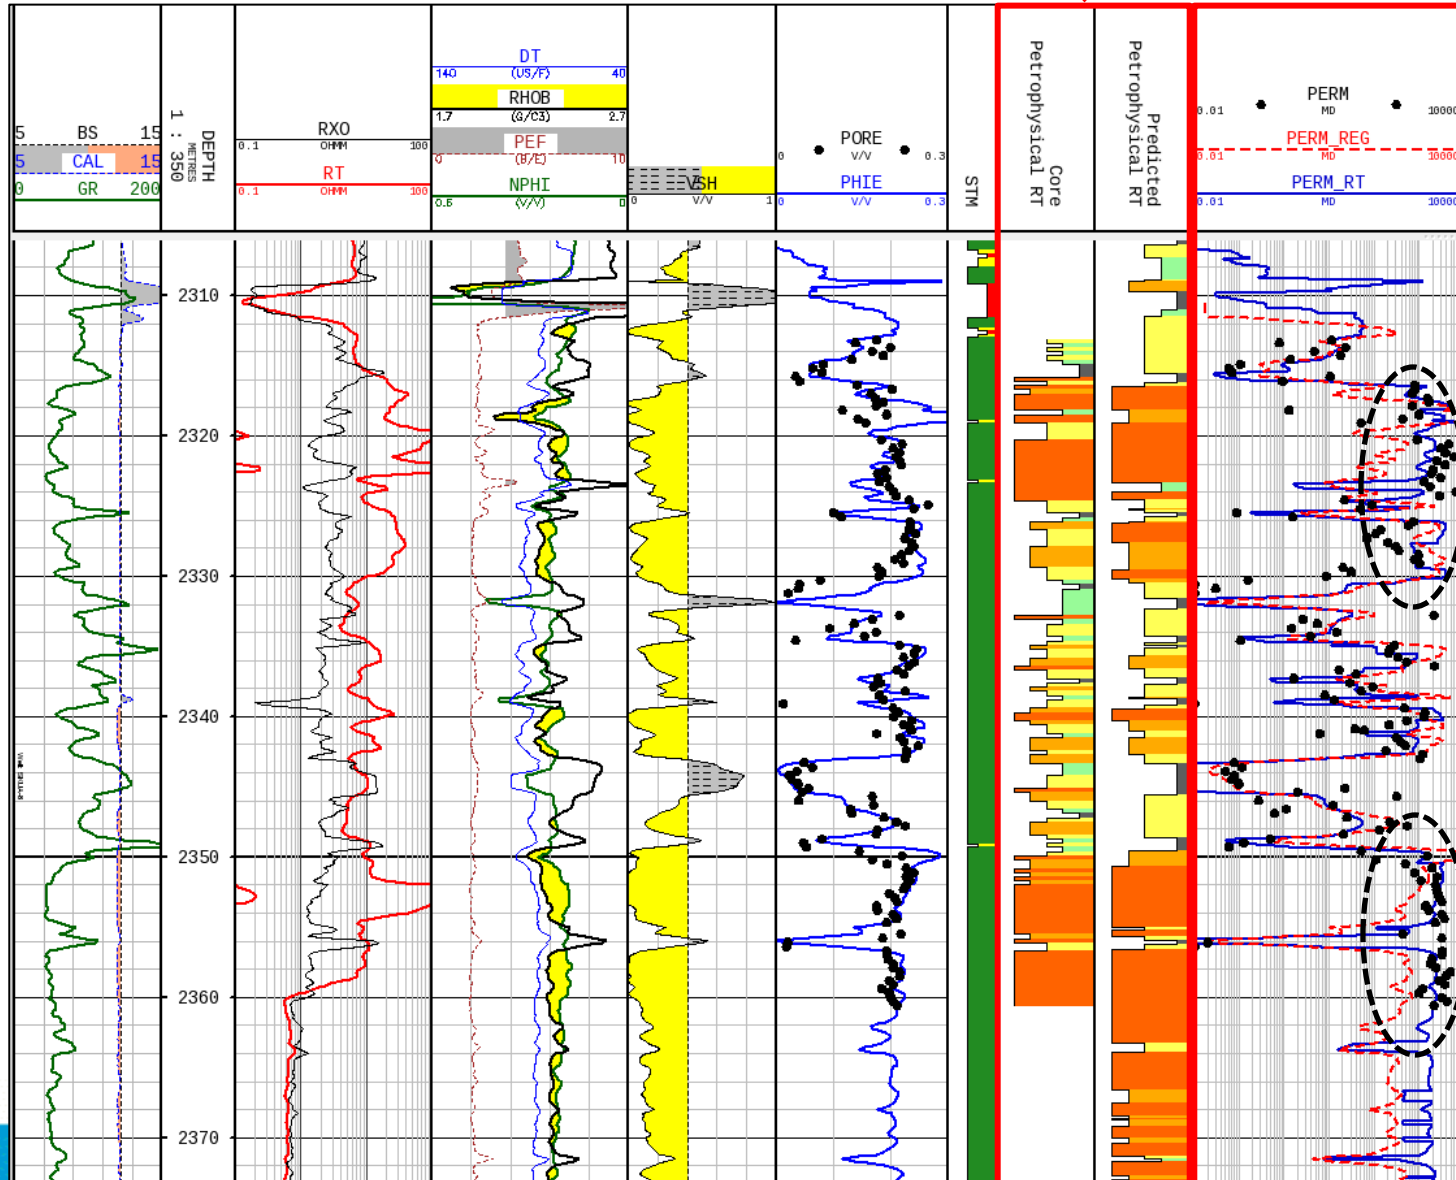 5 BS 15
5 CAL 15
0 GR 200
DEPTH
METRES
1 : 350
RXO
0.1 OHMM 100
RT
0.1 OHMM 100
DT
140 (US/F) 40
RHOB
1.7 (G/C3) 2.7
PEF
0 (B/E) 10
NPHI
0.6 (V/V) 0
VSH
0 V/V 1
PORE
0 V/V 0.3
PHIE
0 V/V 0.3
STM
Core
Petrophysical RT
Predicted
Petrophysical RT
PERM
0.01 MD 10000
PERM_REG
0.01 MD 10000
PERM_RT
0.01 MD 10000
2310
2320
2330
2340
2350
2360
2370